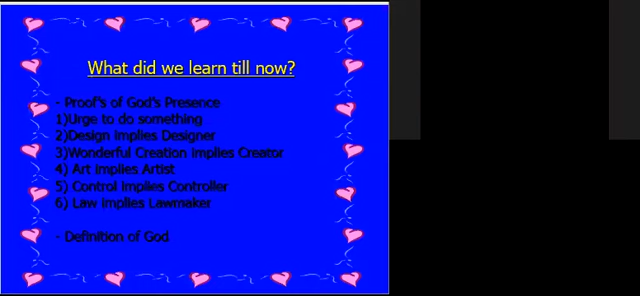 What did we learn till now?
- Proof's of God's Presence
1)Urge to do something
2)Design implies Designer
3)Wonderful Creation implies Creator
4) Art implies Artist
5) Control implies Controller
6) Law implies Lawmaker
- Definition of God